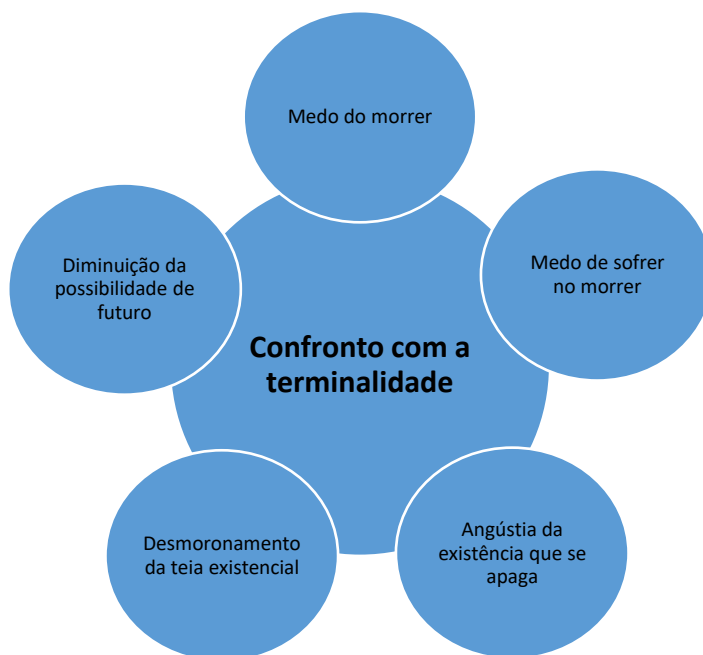 Medo do morrer
Medo de sofrer
no morrer
Diminuição da
possibilidade de
futuro
Confronto com a
terminalidade
Angústia da
existência que se
apaga
Desmoronamento
da teia existencial